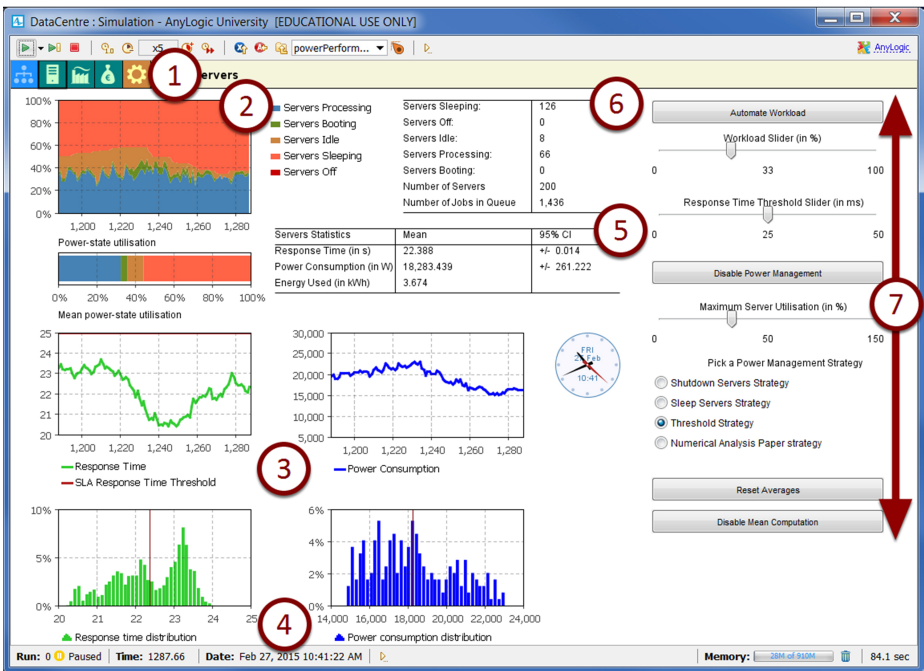 DataCentre : Simulation - AnyLogic University [EDUCATIONAL USE ONLY]
x5
powerPerform...
AnyLogic
1
ervers
100%
80%
60%
40%
20%
0%
1,200 1,220 1,240 1,260 1,280
Power-state utilisation
2
Servers Processing
Servers Booting
Servers Idle
Servers Sleeping
Servers Off
Servers Sleeping: 126
Servers Off: 0
Servers Idle: 8
Servers Processing: 66
Servers Booting: 0
Number of Servers 200
Number of Jobs in Queue 1,436
6
Servers Statistics Mean 95% CI
Response Time (in s) 22.388 +/- 0.014
Power Consumption (in W) 18,283.439 +/- 261.222
Energy Used (in kWh) 3.674
5
0% 20% 40% 60% 80% 100%
Mean power-state utilisation
25
24
23
22
21
20
1,200 1,220 1,240 1,260 1,280
Response Time
SLA Response Time Threshold
3
30,000
25,000
20,000
15,000
10,000
5,000
1,200 1,220 1,240 1,260 1,280
Power Consumption
FRI
Feb
10:41
10%
5%
0%
20 21 22 23 24 25
Response time distribution
4
6%
4%
2%
0%
14,000 16,000 18,000 20,000 22,000 24,000
Power consumption distribution
Automate Workload
Workload Slider (in %)
0 33 100
Response Time Threshold Slider (in ms)
0 25 50
Disable Power Management
Maximum Server Utilisation (in %)
0 50 150
7
Pick a Power Management Strategy
Shutdown Servers Strategy
Sleep Servers Strategy
Threshold Strategy
Numerical Analysis Paper strategy
Reset Averages
Disable Mean Computation
Run: 0 Paused Time: 1287.66 Date: Feb 27, 2015 10:41:22 AM Memory: 28M of 910M 84.1 sec